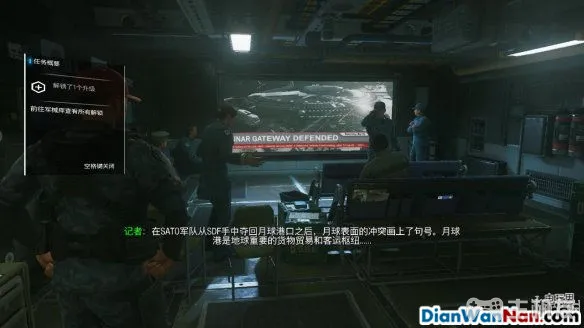 任务概要
解锁了1个升级
前往军械库查看所有解锁
空格键关闭
NAR GATEWAY DEFENDED
记者：在SATO军队从SDF手中夺回月球港口之后，月球表面的冲突画上了句号。月球
港是地球重要的货物贸易和客运枢纽……
DianWanNan.com